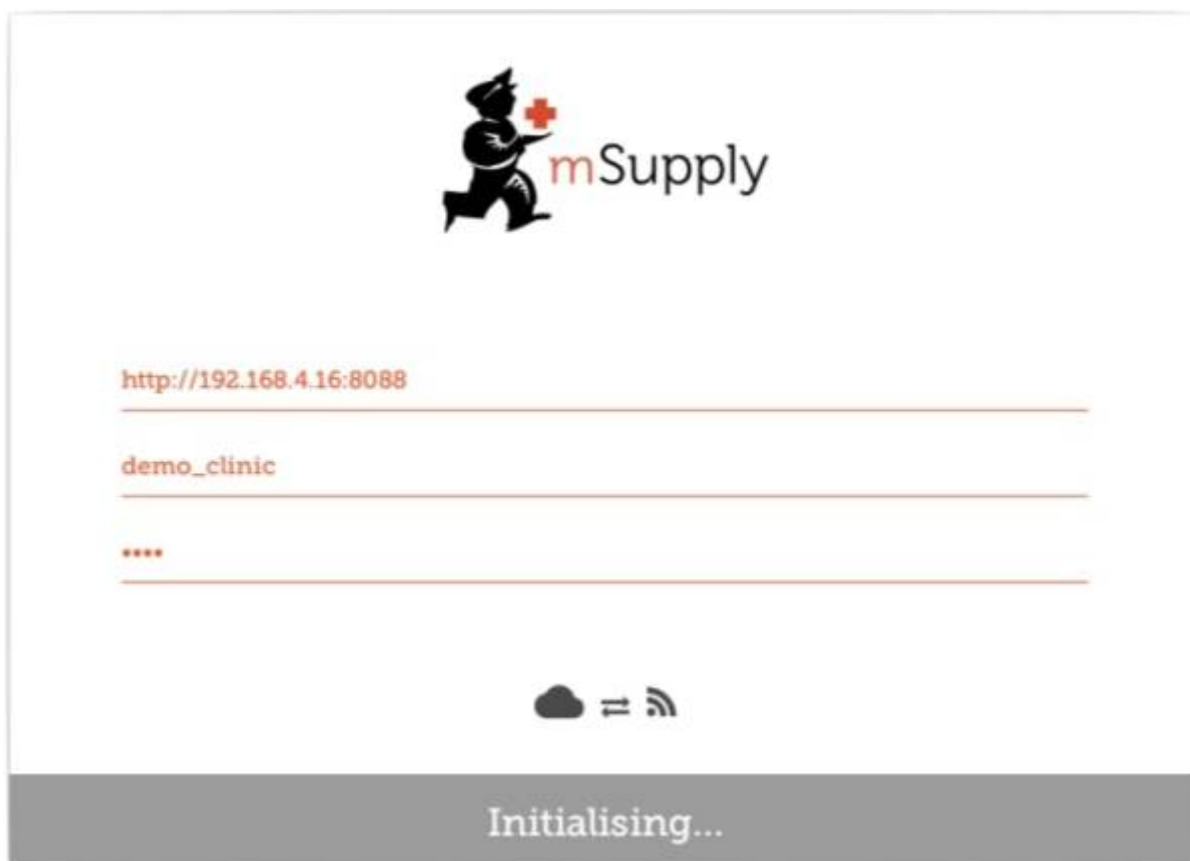 mSupply
http://192.168.4.16:8088
demo_clinic
••••
Initialising...